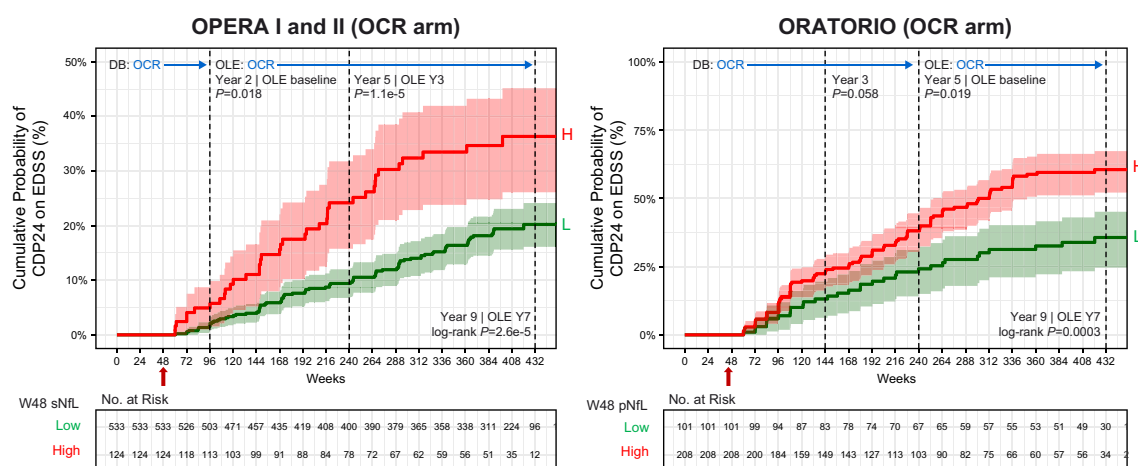 OPERA I and II (OCR arm)
Cumulative Probability of
CDP24 on EDSS (%)
50%
40%
30%
20%
10%
0%
DB: OCR
OLE: OCR
Year 2 | OLE baseline
P=0.018
Year 5 | OLE Y3
P=1.1e-5
H
L
Year 9 | OLE Y7
log-rank P=2.6e-5
0 24 48 72 96 120 144 168 192 216 240 264 288 312 336 360 384 408 432
Weeks
W48 sNfL
No. at Risk
Low 533 533 533 526 503 471 457 435 419 408 400 390 379 365 358 338 311 224 96
High 124 124 124 118 113 103 99 91 88 84 78 72 67 62 59 56 51 35 12
ORATORIO (OCR arm)
Cumulative Probability of
CDP24 on EDSS (%)
100%
75%
50%
25%
0%
DB: OCR
OLE: OCR
Year 3
P=0.058
Year 5 | OLE baseline
P=0.019
H
L
Year 9 | OLE Y7
log-rank P=0.0003
0 24 48 72 96 120 144 168 192 216 240 264 288 312 336 360 384 408 432
Weeks
W48 pNfL
No. at Risk
Low 101 101 101 99 94 87 83 78 74 70 67 65 59 57 55 53 51 49 30
High 208 208 208 200 184 159 149 142 131 117 103 90 82 75 66 60 57 56 34